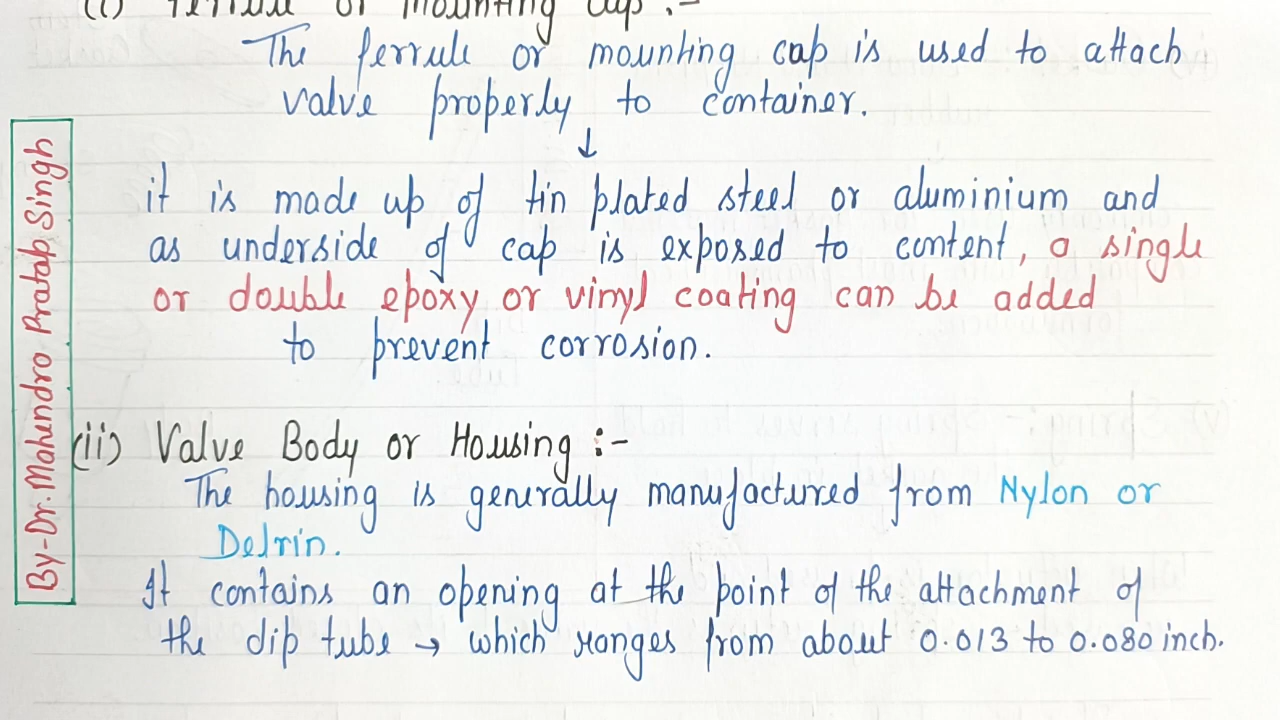 (i) Ferrule or mounting cap :-
The ferrule or mounting cap is used to attach
valve properly to container.
↓
it is made up of tin plated steel or aluminium and
as underside of cap is exposed to content, a single
or double epoxy or vinyl coating can be added
to prevent corrosion.
(ii) Valve Body or Housing :-
The housing is generally manufactured from Nylon or
Delrin.
It contains an opening at the point of the attachment of
the dip tube → which ranges from about 0.013 to 0.080 inch.
By-Dr. Mahendra Pratap Singh